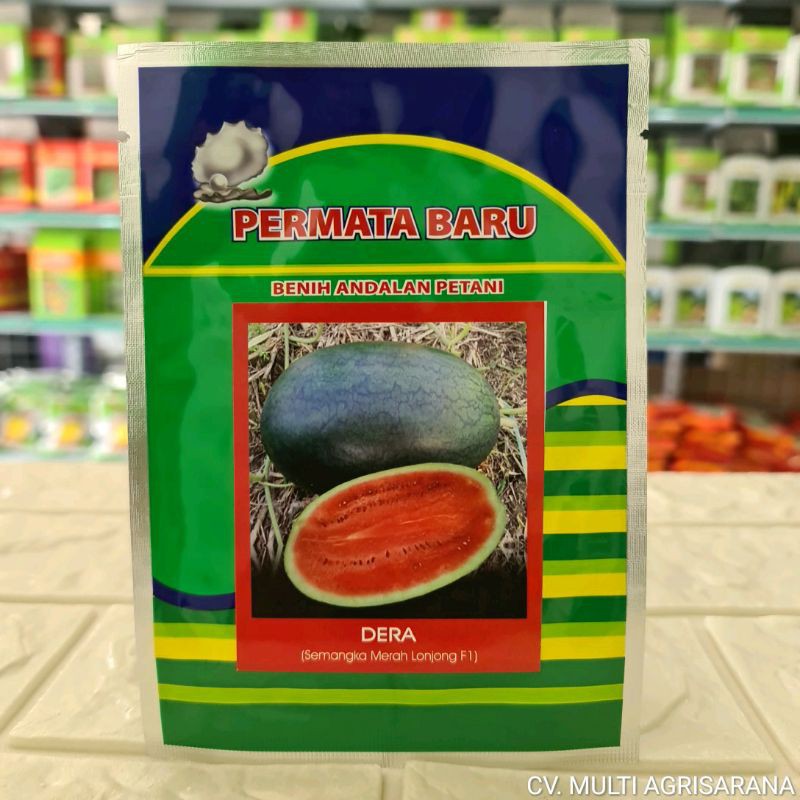 PERMATA BARU
BENIH ANDALAN PETANI
DERA
(Semangka Merah Lonjong F1)
CV. MULTI AGRISARANA